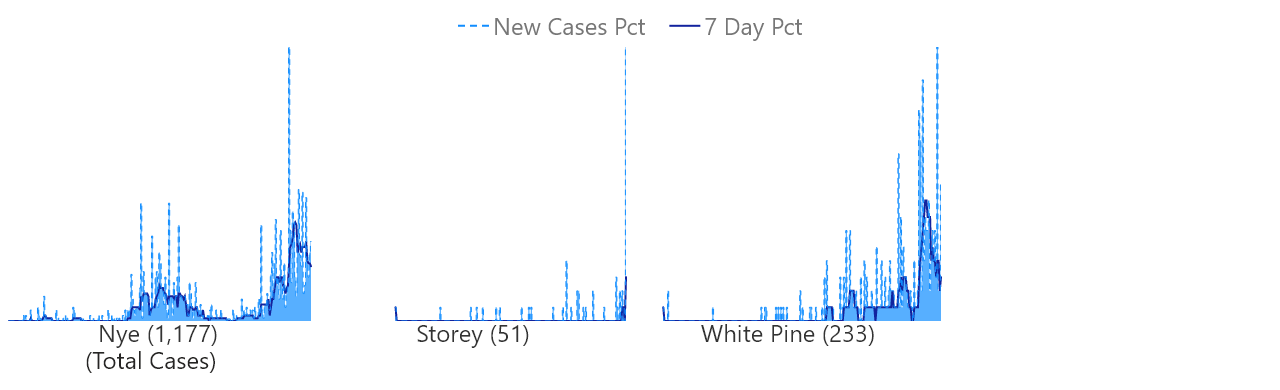 New Cases Pct 7 Day Pct
Nye (1,177) Storey (51) White Pine (233)
(Total Cases)